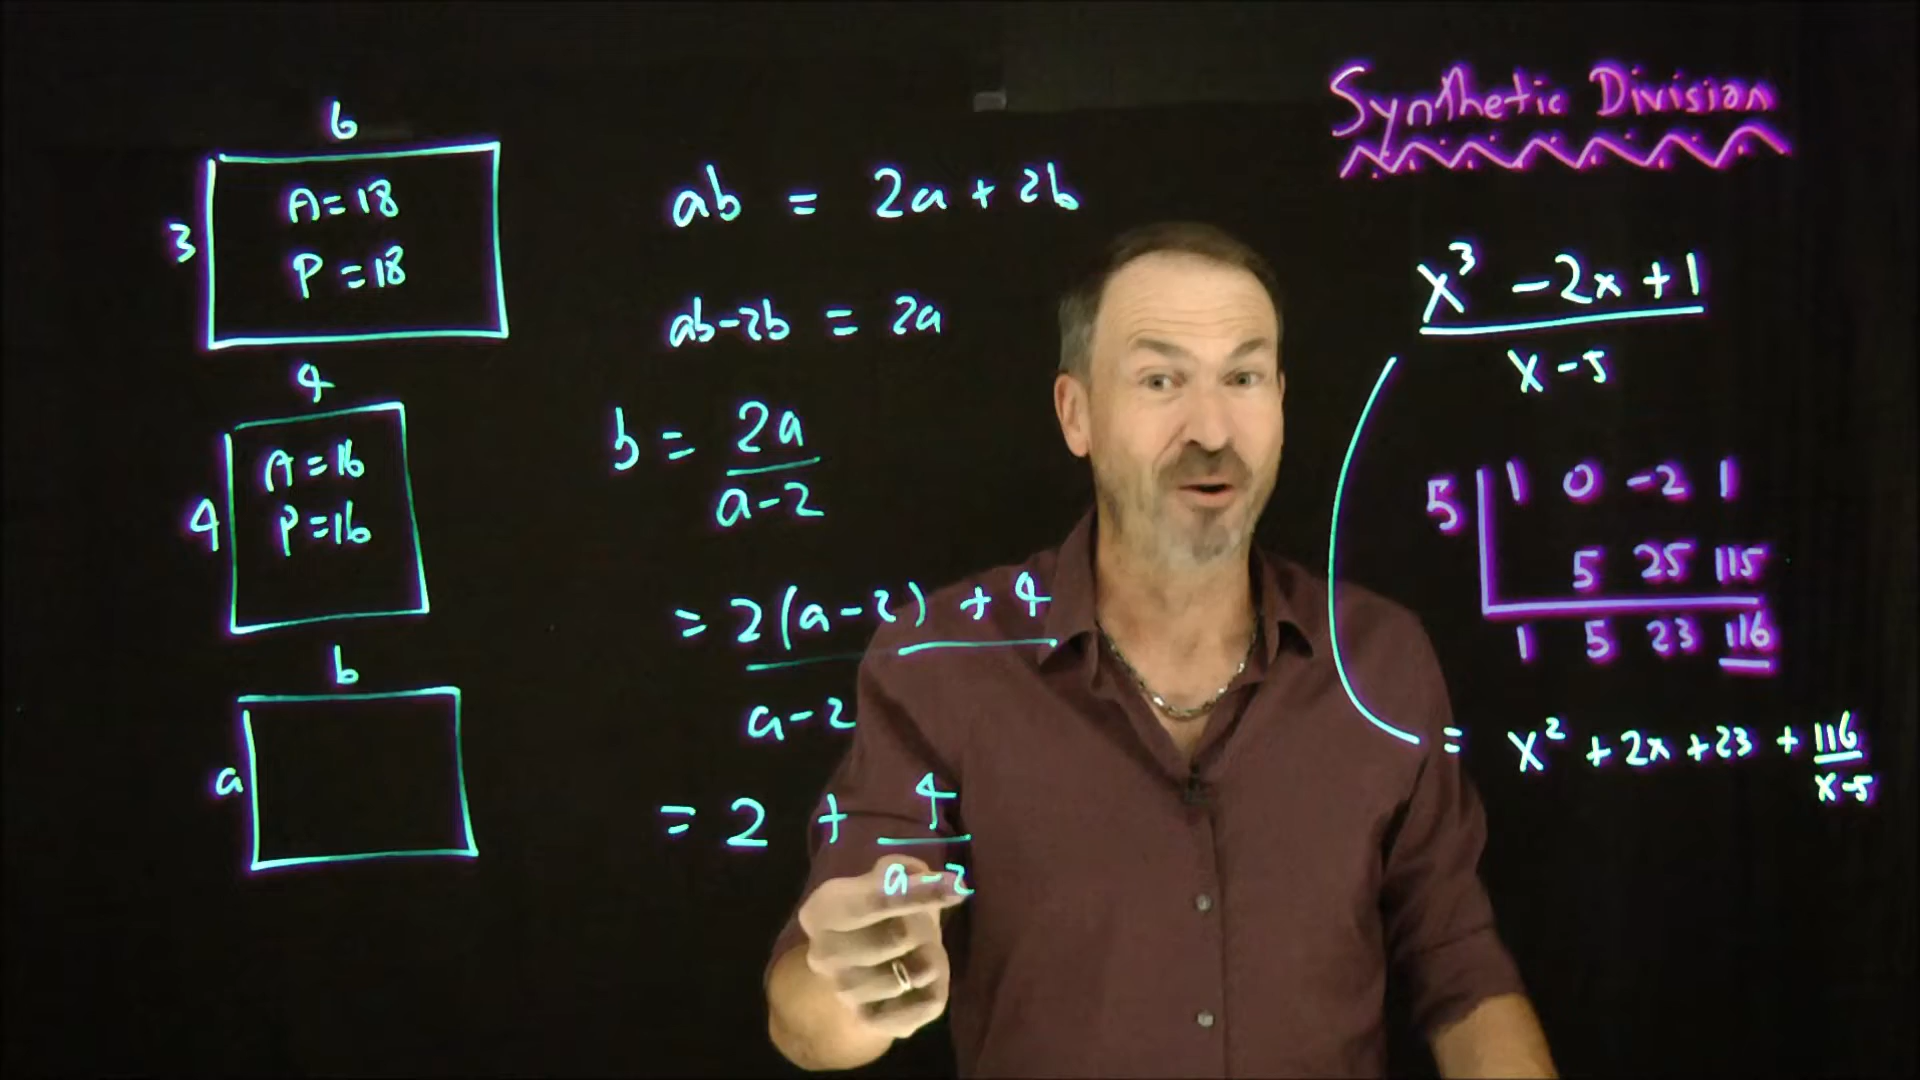 6
3
A=18
P=18
4
4
A=16
P=16
b
a
ab = 2a + 2b
ab-2b = 2a
b = 2a
a-2
= 2(a-2) + 4
a-2
= 2 + 4
a-2
Synthetic Division
x³ -2x +1
x-5
5 1 0 -2 1
5 25 115
1 5 23 116
= x² + 2x + 23 + 116
x-5